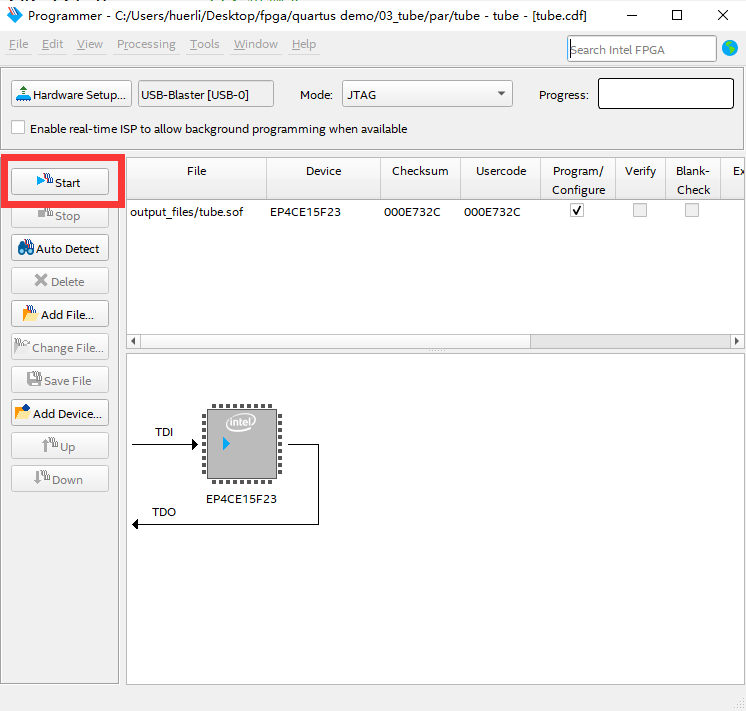 Programmer - C:/Users/huerli/Desktop/fpga/quartus demo/03_tube/par/tube - tube - [tube.cdf]
File Edit View Processing Tools Window Help
Search Intel FPGA
Hardware Setup...
USB-Blaster [USB-0]
Mode:
JTAG
Progress:
Enable real-time ISP to allow background programming when available
Start
Stop
Auto Detect
Delete
Add File...
Change File...
Save File
Add Device...
Up
Down
File
Device
Checksum
Usercode
Program/
Configure
Verify
Blank-
Check
Ex
output_files/tube.sof
EP4CE15F23
000E732C
000E732C
intel
TDI
EP4CE15F23
TDO